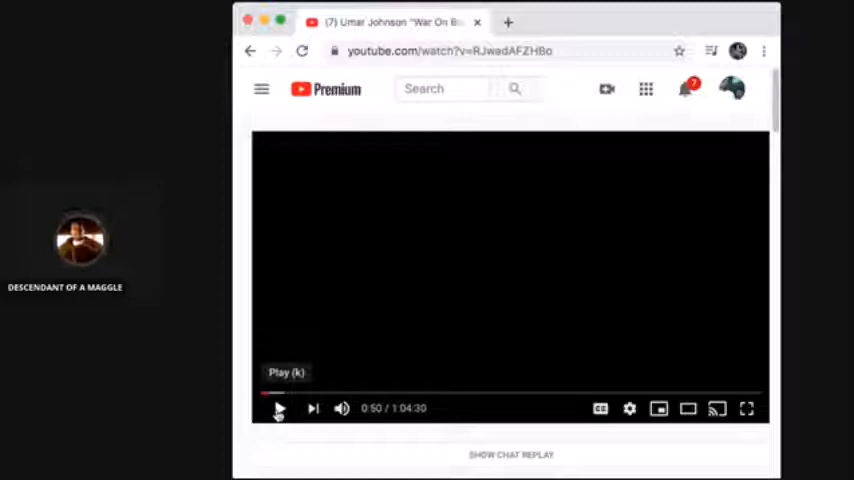 (7) Umar Johnson "War On Bl
youtube.com/watch?v=RJwadAFZHBo
Premium
Search
7
DESCENDANT OF A MAGGLE
Play (k)
0:50 / 1:04:30
CC
SHOW CHAT REPLAY